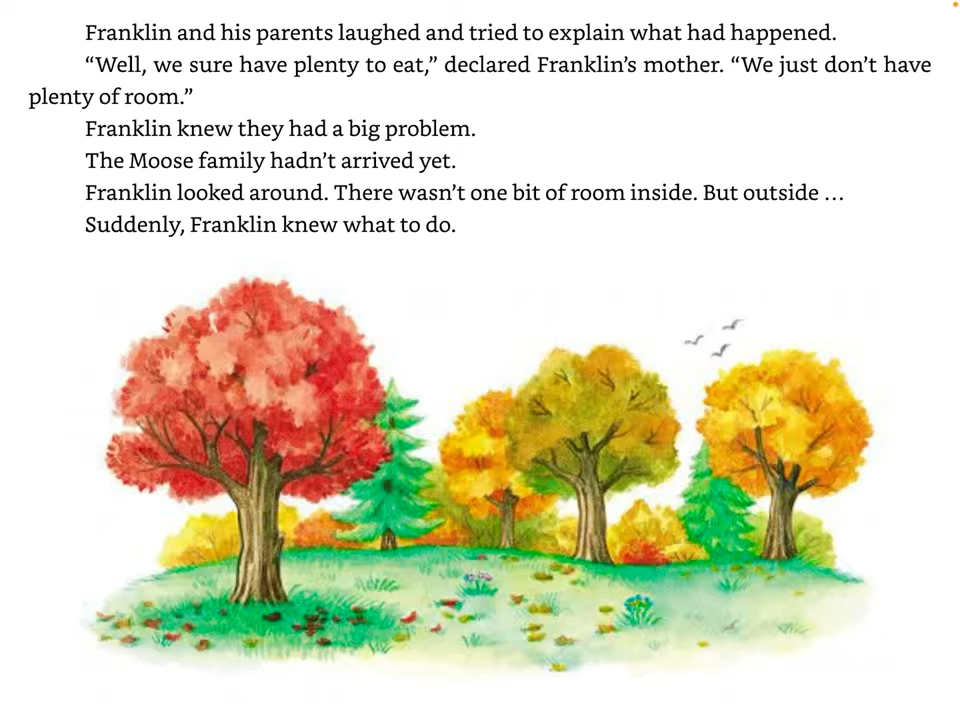 Franklin and his parents laughed and tried to explain what had happened.
“Well, we sure have plenty to eat,” declared Franklin’s mother. “We just don’t have
plenty of room.”
Franklin knew they had a big problem.
The Moose family hadn’t arrived yet.
Franklin looked around. There wasn’t one bit of room inside. But outside …
Suddenly, Franklin knew what to do.